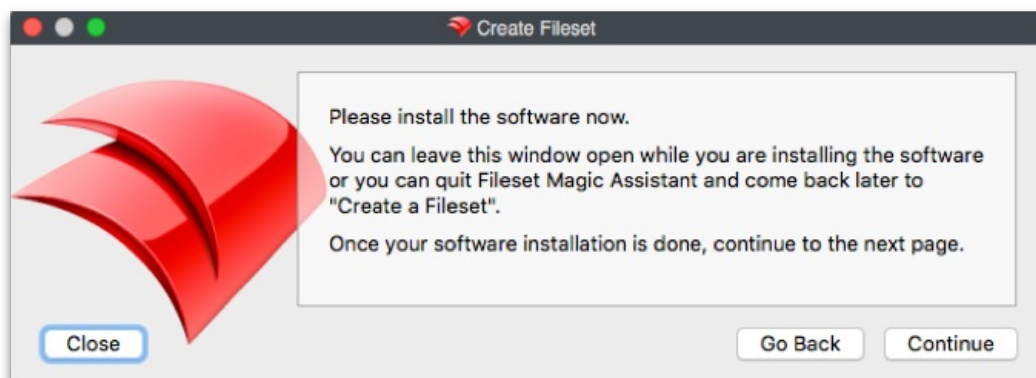 Create Fileset
Please install the software now.
You can leave this window open while you are installing the software
or you can quit Fileset Magic Assistant and come back later to
"Create a Fileset".
Once your software installation is done, continue to the next page.
Close
Go Back
Continue